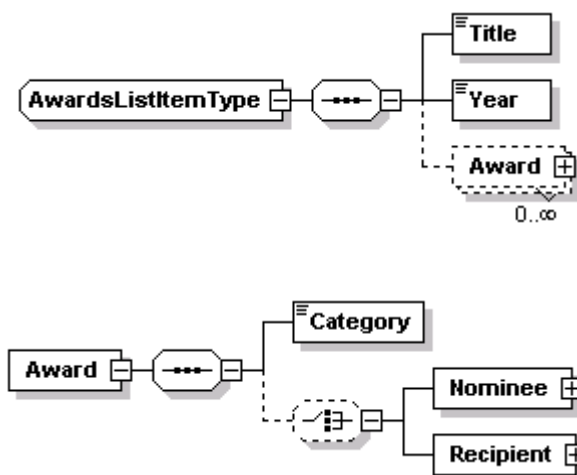 Title
AwardsListItemType
Year
Award
0..∞
Category
Award
Nominee
Recipient